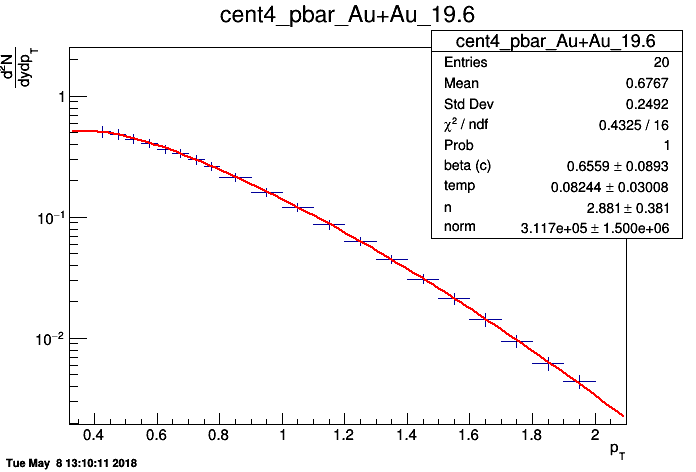 cent4_pbar_Au+Au_19.6
d²N
dydp_T
cent4_pbar_Au+Au_19.6
Entries 20
Mean 0.6767
Std Dev 0.2492
χ² / ndf 0.4325 / 16
Prob 1
beta (c) 0.6559 ± 0.0893
temp 0.08244 ± 0.03008
n 2.881 ± 0.381
norm 3.117e+05 ± 1.500e+06
1
10⁻¹
10⁻²
0.4 0.6 0.8 1 1.2 1.4 1.6 1.8 2
p_T
Tue May 8 13:10:11 2018